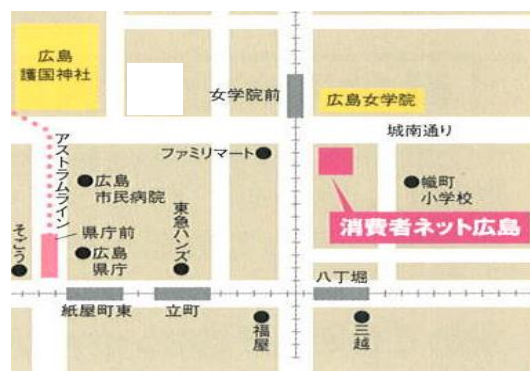 広島
護国神社
女学院前
広島女学院
城南通り
アストラムライン
ファミリマート
広島
市民病院
幟町
小学校
消費者ネット広島
県庁前
東急ハンズ
そごう
広島
県庁
八丁堀
紙屋町東
立町
福屋
三越